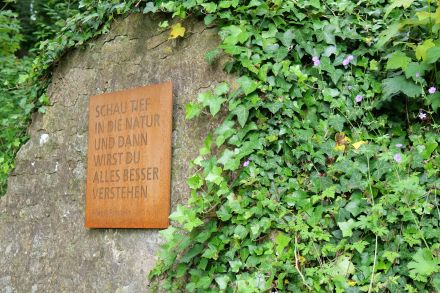 SCHAU TIEF
IN DIE NATUR
UND DANN
WIRST DU
ALLES BESSER
VERSTEHEN